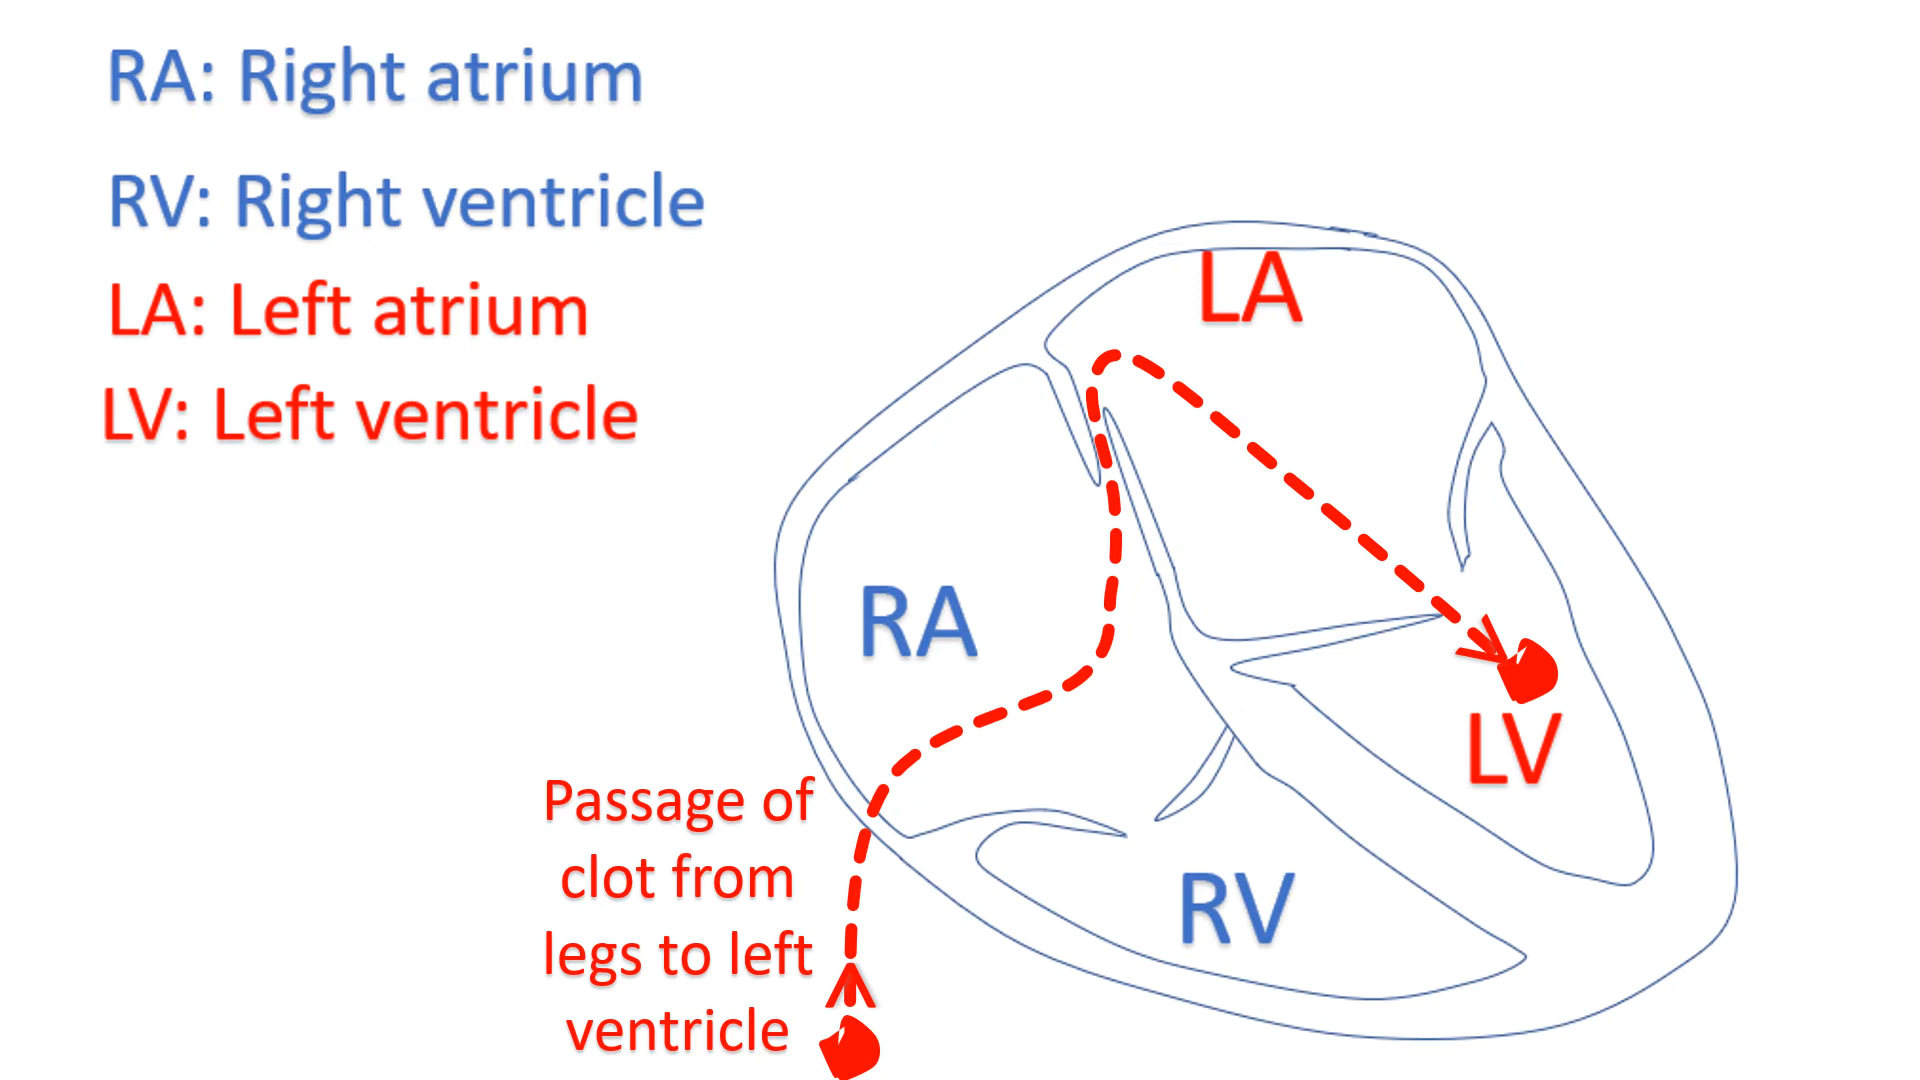 RA: Right atrium
RV: Right ventricle
LA: Left atrium
LV: Left ventricle
LA
RA
LV
RV
Passage of
clot from
legs to left
ventricle